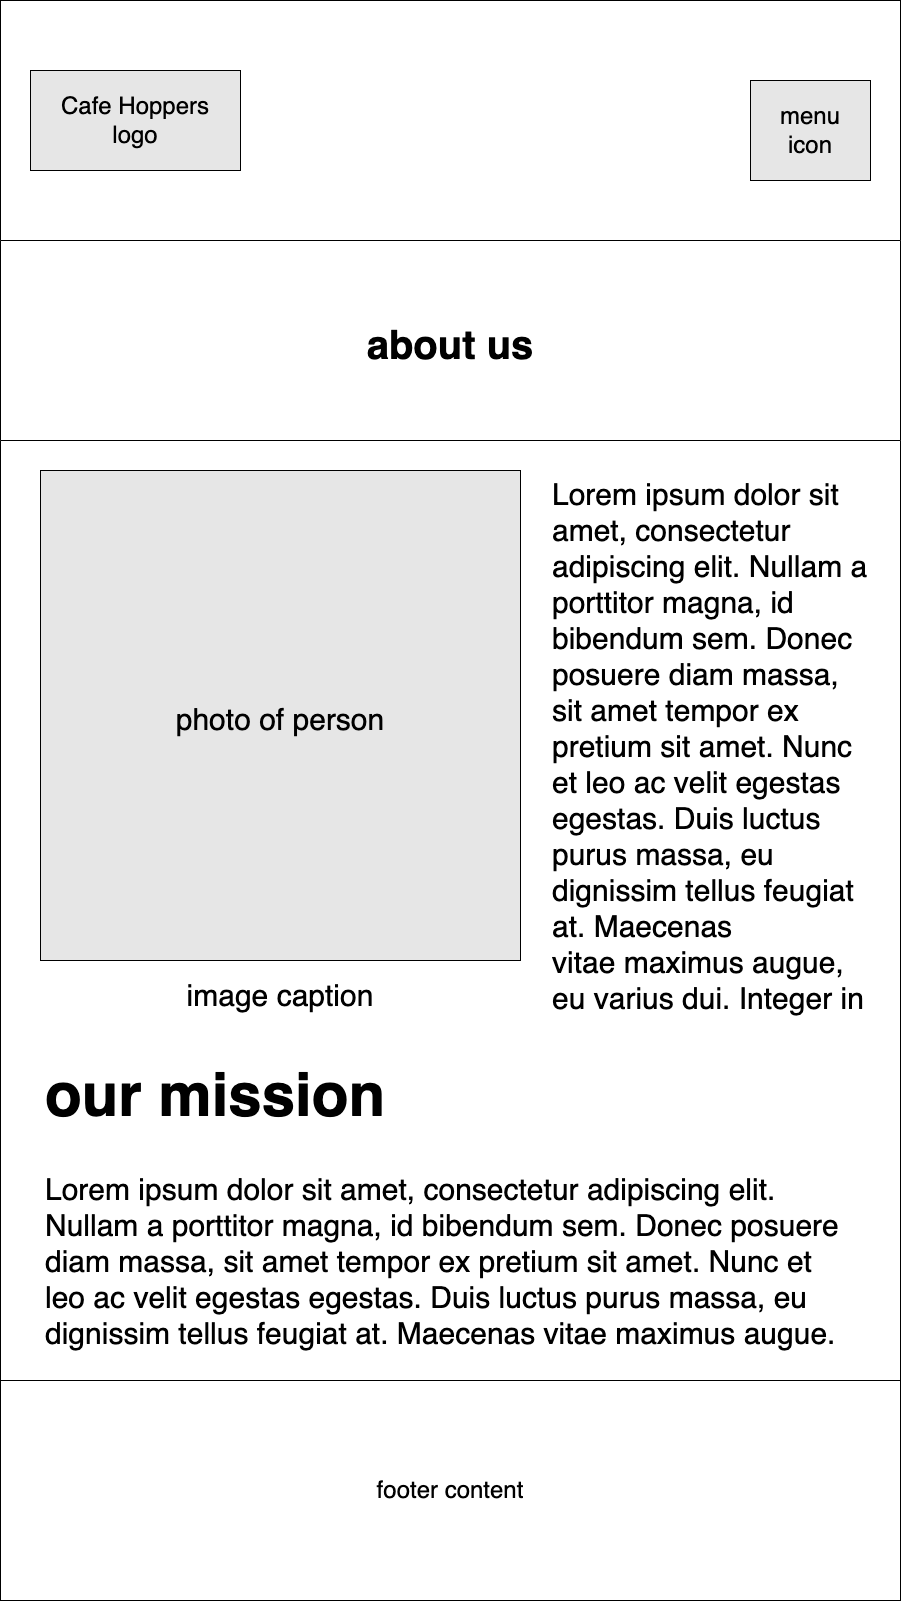 Cafe Hoppers
logo
menu
icon
about us
photo of person
image caption
Lorem ipsum dolor sit
amet, consectetur
adipiscing elit. Nullam a
porttitor magna, id
bibendum sem. Donec
posuere diam massa,
sit amet tempor ex
pretium sit amet. Nunc
et leo ac velit egestas
egestas. Duis luctus
purus massa, eu
dignissim tellus feugiat
at. Maecenas
vitae maximus augue,
eu varius dui. Integer in
our mission
Lorem ipsum dolor sit amet, consectetur adipiscing elit.
Nullam a porttitor magna, id bibendum sem. Donec posuere
diam massa, sit amet tempor ex pretium sit amet. Nunc et
leo ac velit egestas egestas. Duis luctus purus massa, eu
dignissim tellus feugiat at. Maecenas vitae maximus augue.
footer content